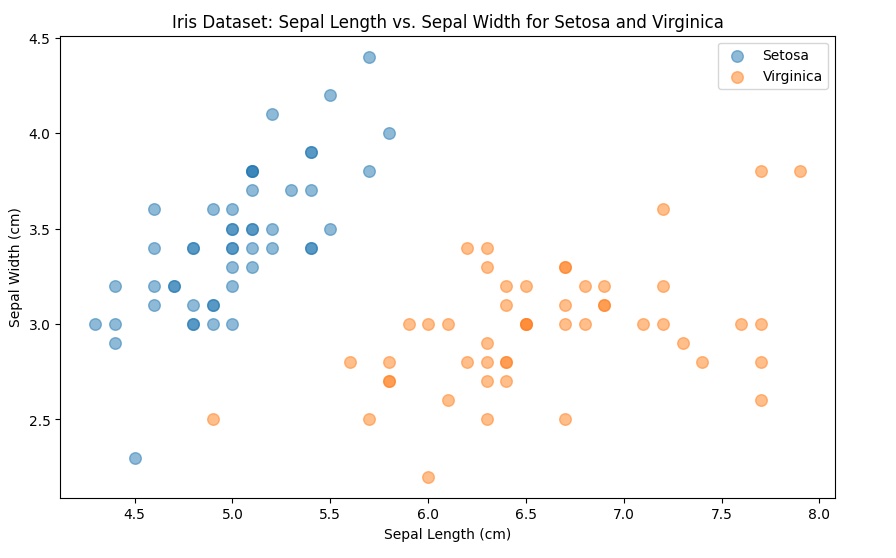 Iris Dataset: Sepal Length vs. Sepal Width for Setosa and Virginica
Setosa
Virginica
Sepal Width (cm)
4.5
4.0
3.5
3.0
2.5
4.5 5.0 5.5 6.0 6.5 7.0 7.5 8.0
Sepal Length (cm)